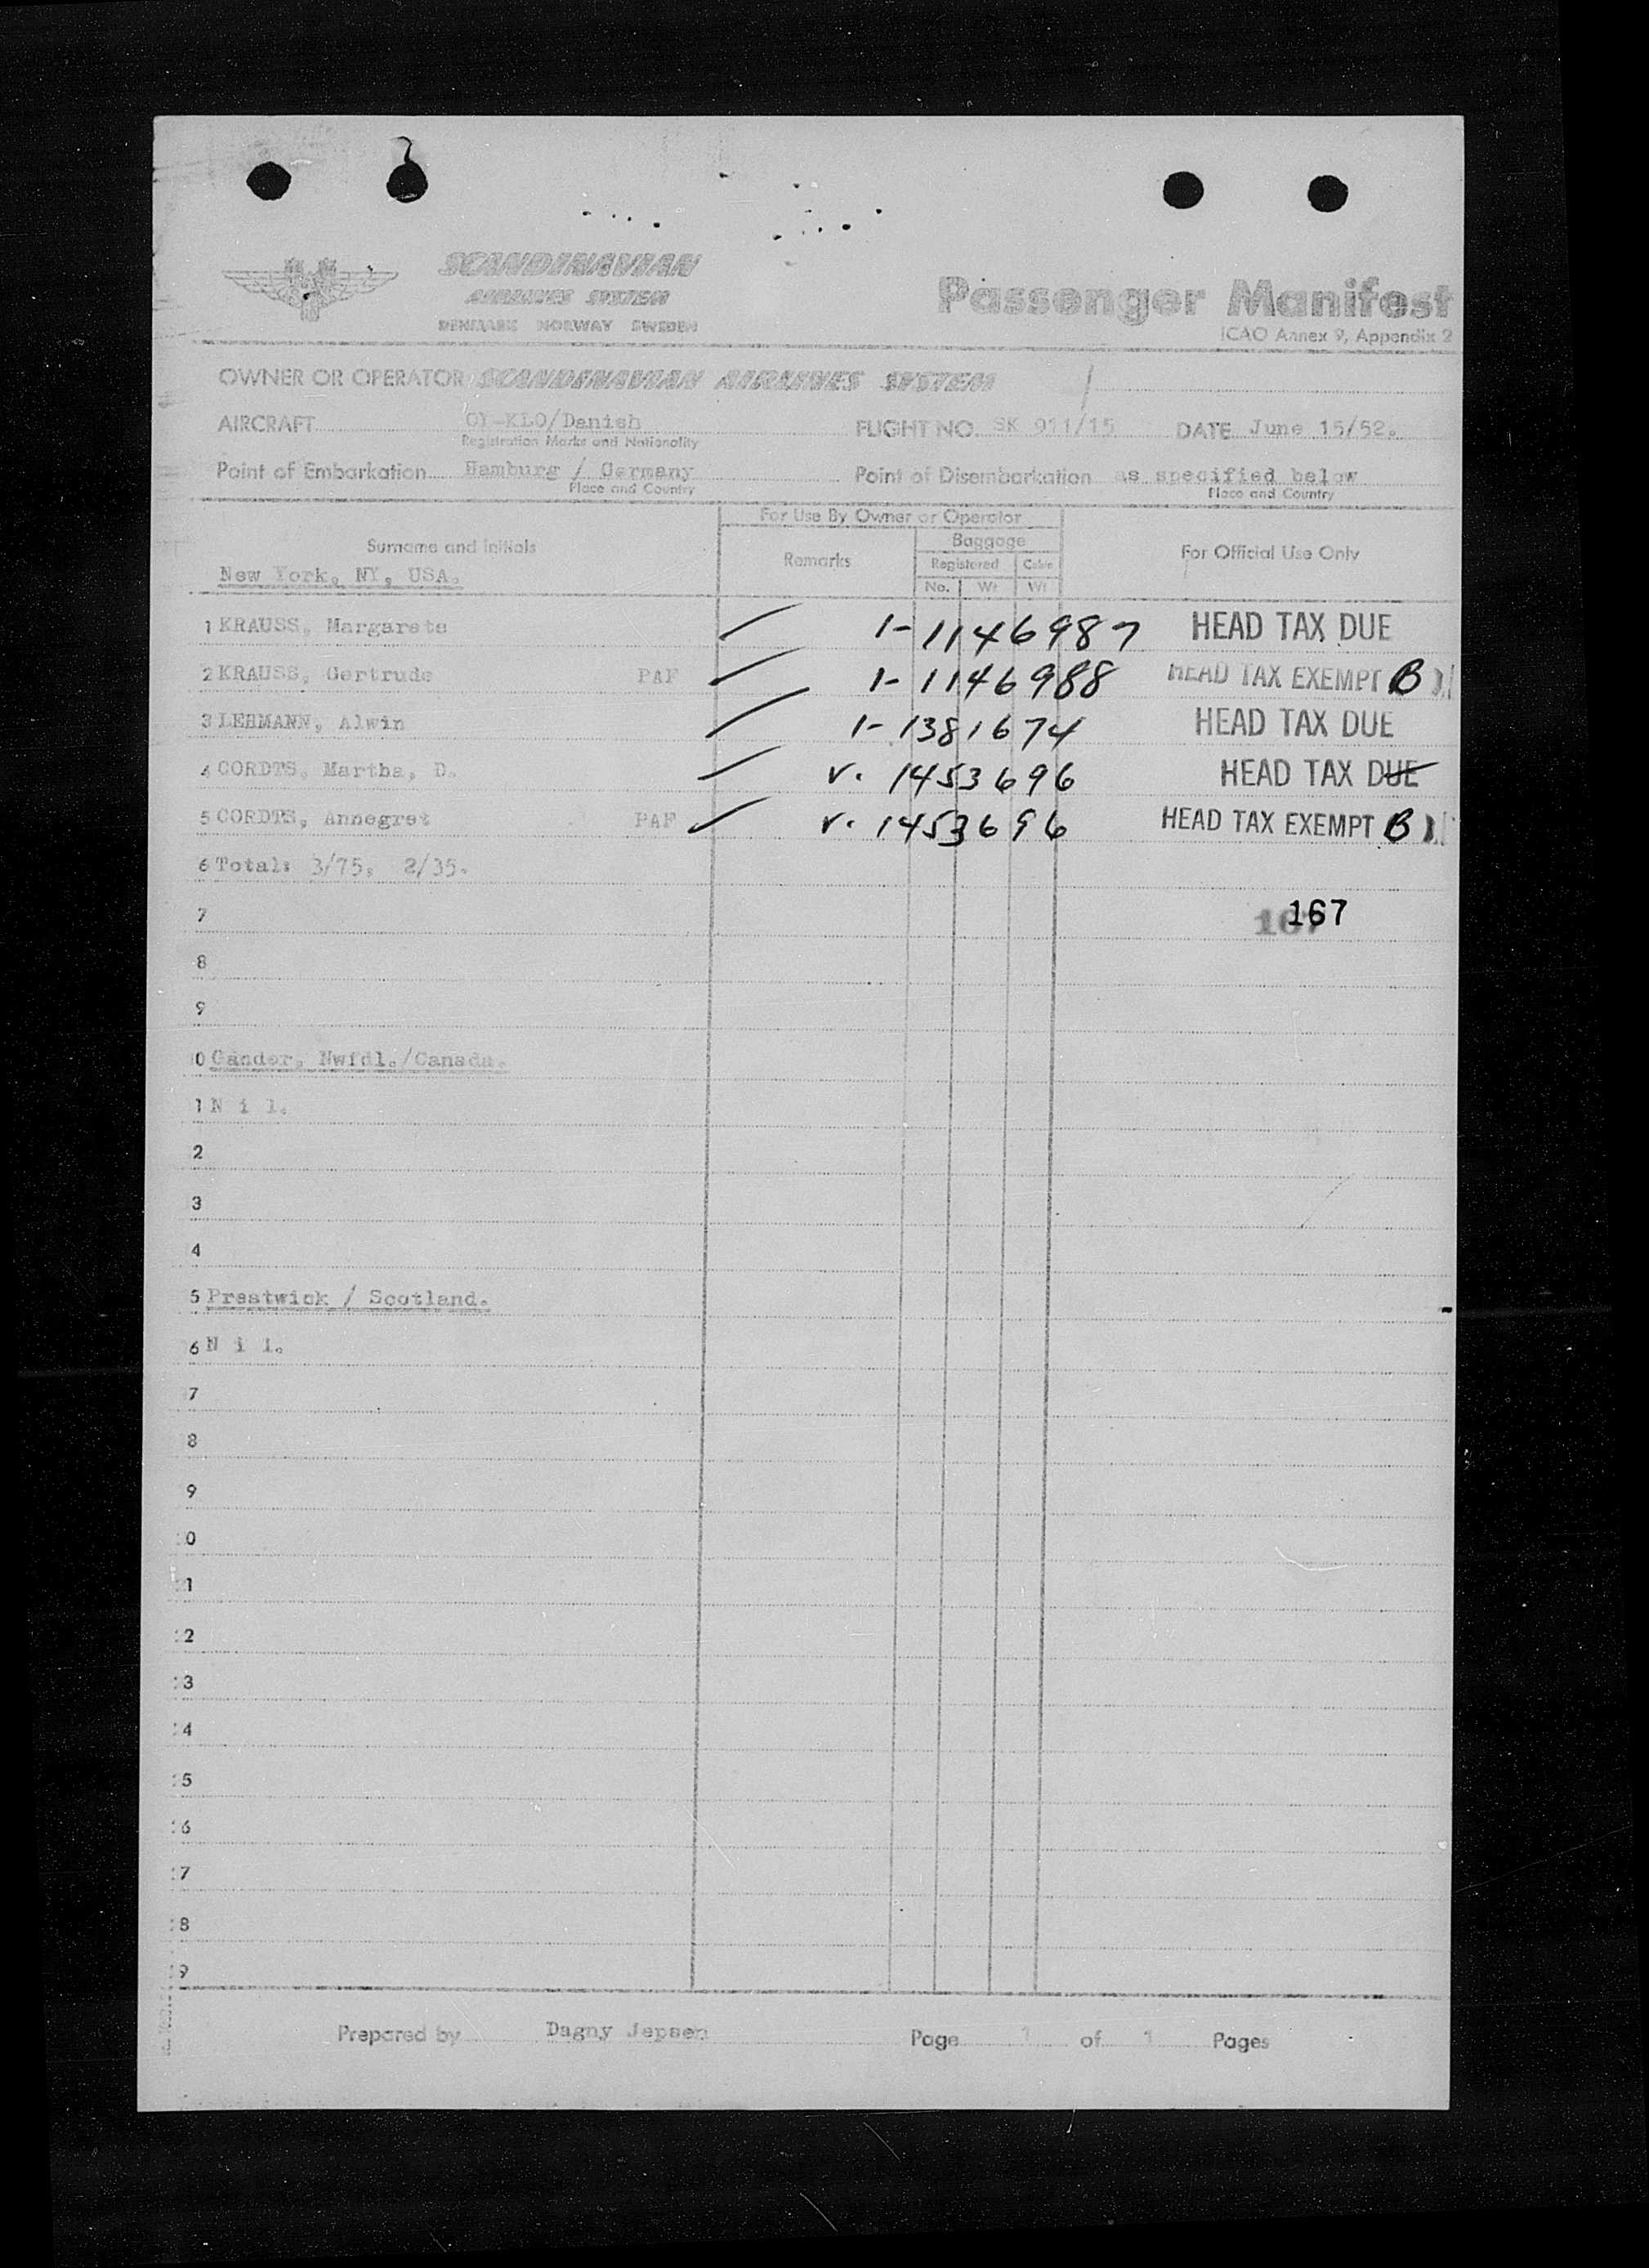 SCANDINAVIAN
AIRLINES SYSTEM
DENMARK NORWAY SWEDEN
Passenger Manifest
ICAO Annex 9, Appendix 2
OWNER OR OPERATOR SCANDINAVIAN AIRLINES SYSTEM
AIRCRAFT OY-KLO/Danish FLIGHT NO. SK 911/15 DATE June 15/52.
Registration Marks and Nationality
Point of Embarkation Hamburg / Germany Point of Disembarkation as specified below
Place and Country Place and Country
For Use By Owner or Operator
Surname and initials Remarks Baggage For Official Use Only
Registered Cabin
New York, NY, USA.
No. Wt Wt
1 KRAUSS, Margarete 1-1146987 HEAD TAX DUE
2 KRAUSS, Gertrude PAF 1-1146988 HEAD TAX EXEMPT B
3 LEHMANN, Alwin 1-1381674 HEAD TAX DUE
4 CORDTS, Martha, D. v. 1453696 HEAD TAX DUE
5 CORDTS, Annegret PAF v. 1453696 HEAD TAX EXEMPT B
6 Total: 3/75, 2/35.
7 167 167
8
9
0 Gander, Nwfdl./Canada.
1 N i l.
2
3
4
5 Prestwick / Scotland.
6 N i l.
7
8
9
0
1
2
3
4
5
6
7
8
9
Prepared by Dagny Jepsen Page 1 of 1 Pages